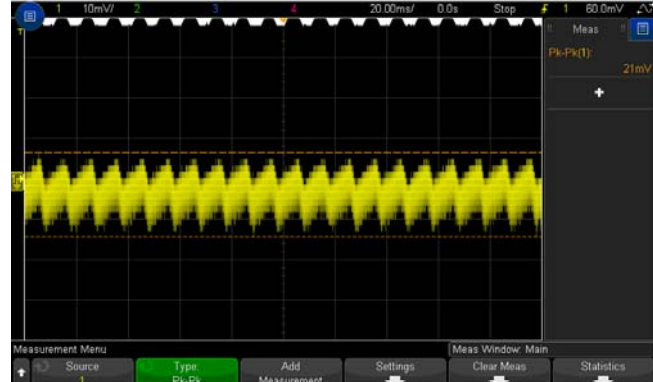 1 10mV/ 2 3 4 20.00ms/ 0.0s Stop 1 60.0mV
T
Meas
Pk-Pk(1):
21mV
+
Measurement Menu Meas Window: Main
Source Type: Add Settings Clear Meas Statistics
1 Pk-Pk Measurement